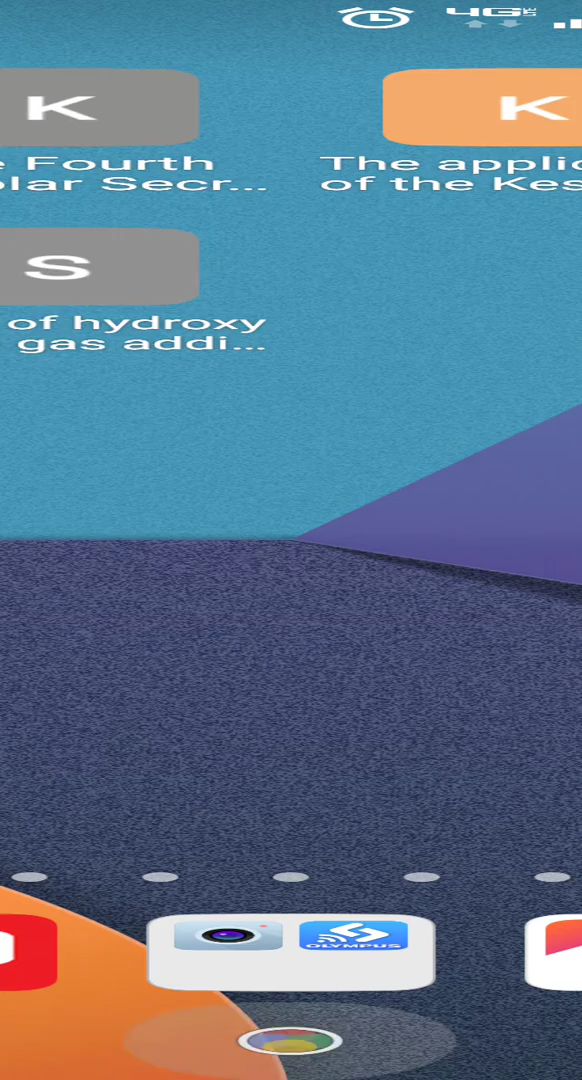 4G
K
K
e Fourth
olar Secr...
The applic
of the Kes
S
of hydroxy
gas addi...
OLYMPUS